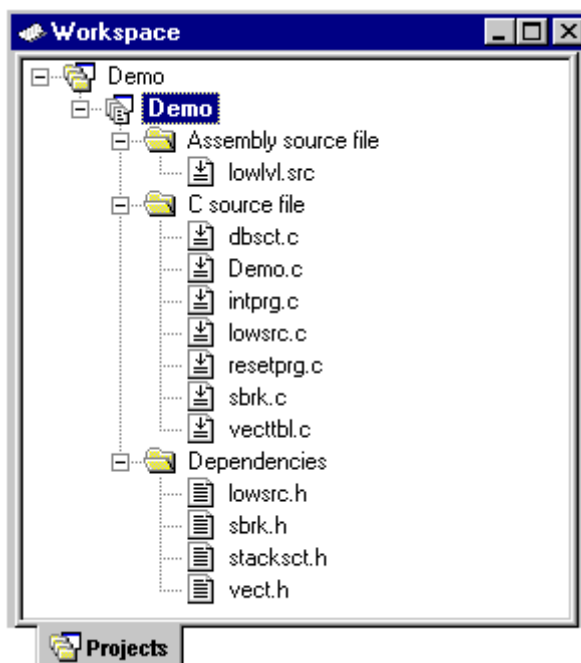 Workspace
Demo
Demo
Assembly source file
lowlvl.src
C source file
dbsct.c
Demo.c
intprg.c
lowsrc.c
resetprg.c
sbrk.c
vecttbl.c
Dependencies
lowsrc.h
sbrk.h
stacksct.h
vect.h
Projects